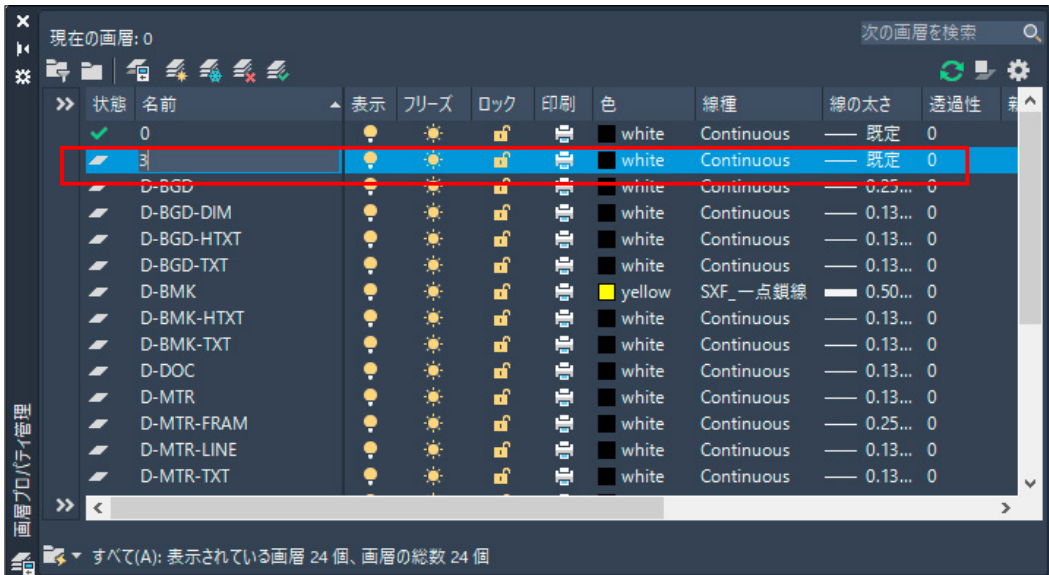 現在の画層: 0
次の画層を検索
状態 名前 表示 フリーズ ロック 印刷 色 線種 線の太さ 透過性
0 white Continuous 既定 0
3 white Continuous 既定 0
D-BGD white Continuous 0.25... 0
D-BGD-DIM white Continuous 0.13... 0
D-BGD-HTXT white Continuous 0.13... 0
D-BGD-TXT white Continuous 0.13... 0
D-BMK yellow SXF_一点鎖線 0.50... 0
D-BMK-HTXT white Continuous 0.13... 0
D-BMK-TXT white Continuous 0.13... 0
D-DOC white Continuous 0.13... 0
D-MTR white Continuous 0.13... 0
D-MTR-FRAM white Continuous 0.25... 0
D-MTR-LINE white Continuous 0.13... 0
D-MTR-TXT white Continuous 0.13... 0
画層プロパティ管理
すべて(A): 表示されている画層 24 個、画層の総数 24 個